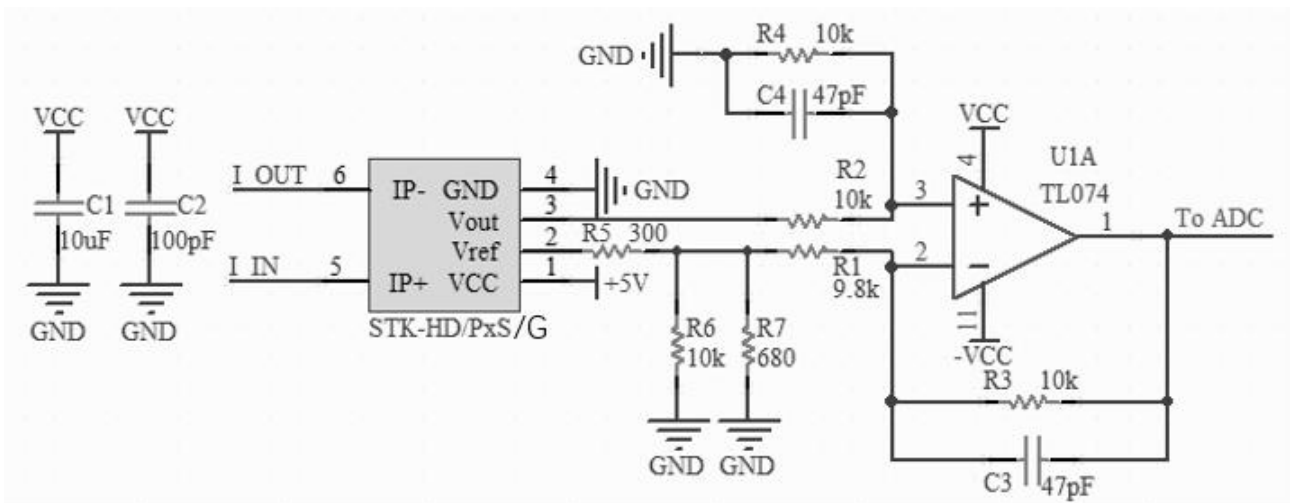 R4 10k
GND
C4 47pF
VCC VCC
VCC
4
U1A
TL074
I OUT 6 IP- GND 4 GND
R2
10k
3
+
1
To ADC
C1
10uF
C2
100pF
Vout 3
Vref 2 R5 300
2
−
I IN 5 IP+ VCC 1 +5V
R1
9.8k
GND GND
STK-HD/PxS/G
R6
10k
R7
680
11
-VCC
R3 10k
GND GND
C3 47pF